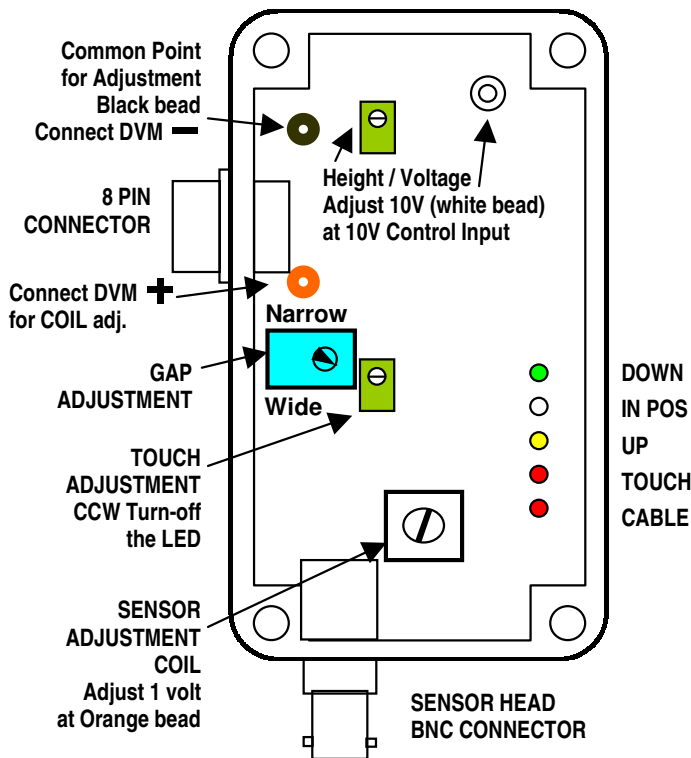 Common Point
for Adjustment
Black bead
Connect DVM −
Height / Voltage
Adjust 10V (white bead)
at 10V Control Input
8 PIN
CONNECTOR
Connect DVM +
for COIL adj.
Narrow
GAP
ADJUSTMENT
Wide
TOUCH
ADJUSTMENT
CCW Turn-off
the LED
DOWN
IN POS
UP
TOUCH
CABLE
SENSOR
ADJUSTMENT
COIL
Adjust 1 volt
at Orange bead
SENSOR HEAD
BNC CONNECTOR